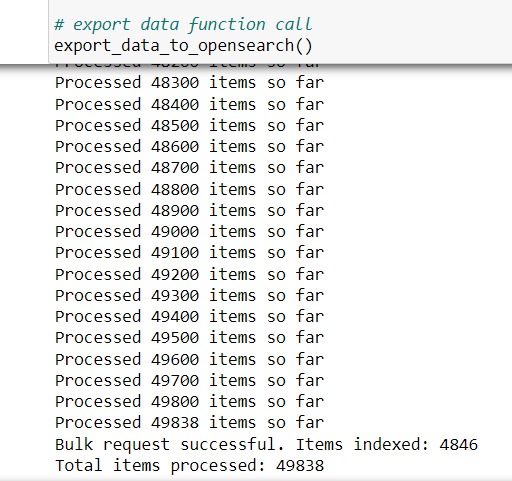 # export data function call
export_data_to_opensearch()
Processed 48300 items so far
Processed 48400 items so far
Processed 48500 items so far
Processed 48600 items so far
Processed 48700 items so far
Processed 48800 items so far
Processed 48900 items so far
Processed 49000 items so far
Processed 49100 items so far
Processed 49200 items so far
Processed 49300 items so far
Processed 49400 items so far
Processed 49500 items so far
Processed 49600 items so far
Processed 49700 items so far
Processed 49800 items so far
Processed 49838 items so far
Bulk request successful. Items indexed: 4846
Total items processed: 49838